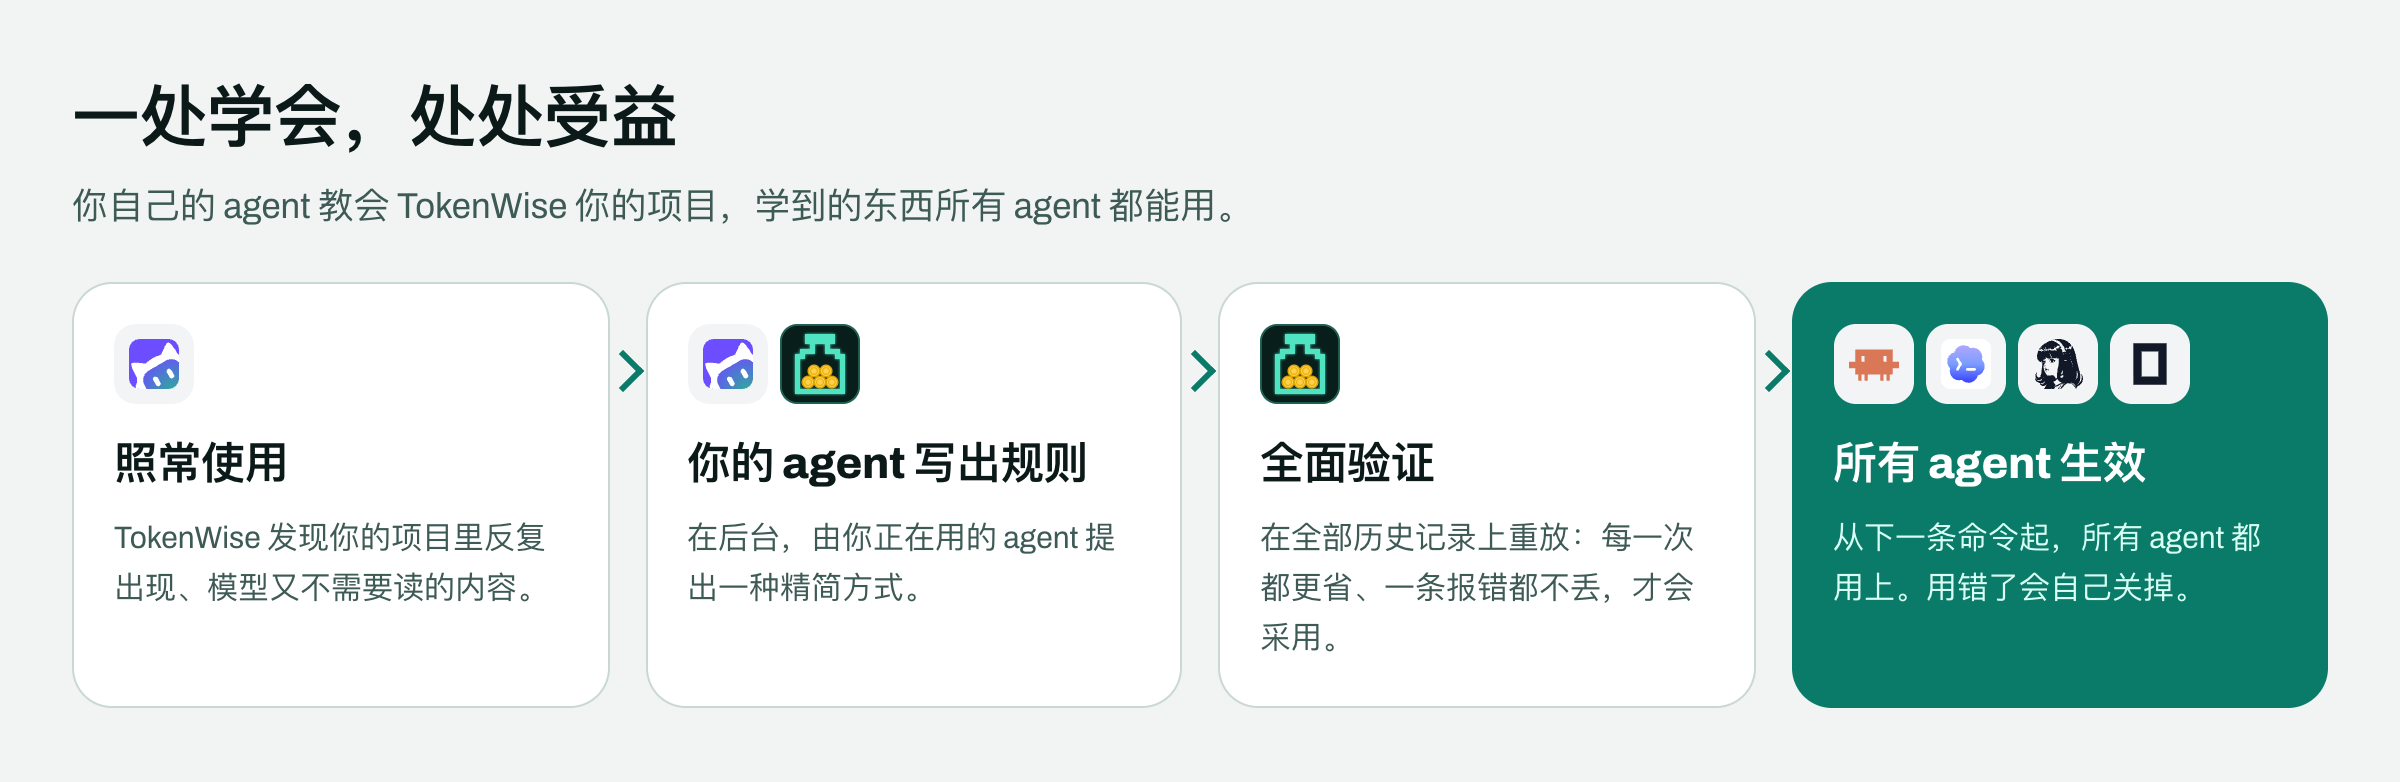 一处学会，处处受益
你自己的 agent 教会 TokenWise 你的项目，学到的东西所有 agent 都能用。
照常使用
TokenWise 发现你的项目里反复
出现、模型又不需要读的内容。
你的 agent 写出规则
在后台，由你正在用的 agent 提
出一种精简方式。
全面验证
在全部历史记录上重放：每一次
都更省、一条报错都不丢，才会
采用。
所有 agent 生效
从下一条命令起，所有 agent 都
用上。用错了会自己关掉。